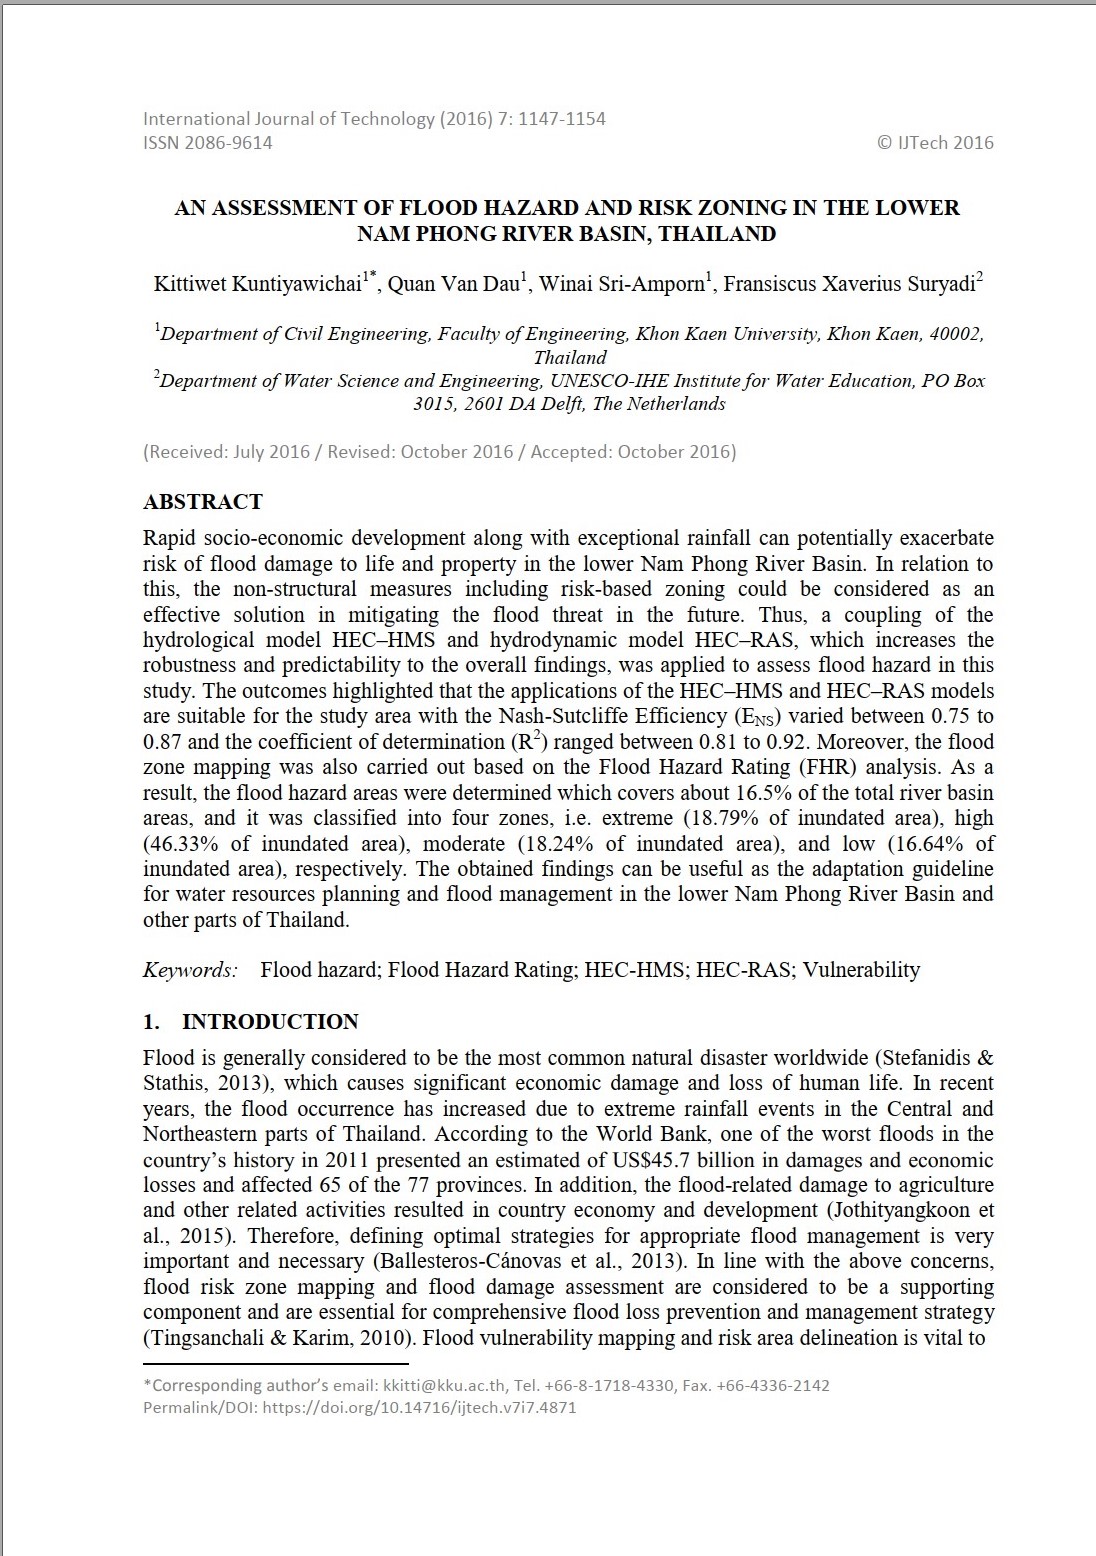 International Journal of Technology (2016) 7: 1147-1154
ISSN 2086-9614 © IJTech 2016
AN ASSESSMENT OF FLOOD HAZARD AND RISK ZONING IN THE LOWER
NAM PHONG RIVER BASIN, THAILAND
Kittiwet Kuntiyawichai1*, Quan Van Dau1, Winai Sri-Amporn1, Fransiscus Xaverius Suryadi2
1Department of Civil Engineering, Faculty of Engineering, Khon Kaen University, Khon Kaen, 40002,
Thailand
2Department of Water Science and Engineering, UNESCO-IHE Institute for Water Education, PO Box
3015, 2601 DA Delft, The Netherlands
(Received: July 2016 / Revised: October 2016 / Accepted: October 2016)
ABSTRACT
Rapid socio-economic development along with exceptional rainfall can potentially exacerbate
risk of flood damage to life and property in the lower Nam Phong River Basin. In relation to
this, the non-structural measures including risk-based zoning could be considered as an
effective solution in mitigating the flood threat in the future. Thus, a coupling of the
hydrological model HEC–HMS and hydrodynamic model HEC–RAS, which increases the
robustness and predictability to the overall findings, was applied to assess flood hazard in this
study. The outcomes highlighted that the applications of the HEC–HMS and HEC–RAS models
are suitable for the study area with the Nash-Sutcliffe Efficiency (ENS) varied between 0.75 to
0.87 and the coefficient of determination (R2) ranged between 0.81 to 0.92. Moreover, the flood
zone mapping was also carried out based on the Flood Hazard Rating (FHR) analysis. As a
result, the flood hazard areas were determined which covers about 16.5% of the total river basin
areas, and it was classified into four zones, i.e. extreme (18.79% of inundated area), high
(46.33% of inundated area), moderate (18.24% of inundated area), and low (16.64% of
inundated area), respectively. The obtained findings can be useful as the adaptation guideline
for water resources planning and flood management in the lower Nam Phong River Basin and
other parts of Thailand.
Keywords: Flood hazard; Flood Hazard Rating; HEC-HMS; HEC-RAS; Vulnerability
1. INTRODUCTION
Flood is generally considered to be the most common natural disaster worldwide (Stefanidis &
Stathis, 2013), which causes significant economic damage and loss of human life. In recent
years, the flood occurrence has increased due to extreme rainfall events in the Central and
Northeastern parts of Thailand. According to the World Bank, one of the worst floods in the
country’s history in 2011 presented an estimated of US$45.7 billion in damages and economic
losses and affected 65 of the 77 provinces. In addition, the flood-related damage to agriculture
and other related activities resulted in country economy and development (Jothityangkoon et
al., 2015). Therefore, defining optimal strategies for appropriate flood management is very
important and necessary (Ballesteros-Cánovas et al., 2013). In line with the above concerns,
flood risk zone mapping and flood damage assessment are considered to be a supporting
component and are essential for comprehensive flood loss prevention and management strategy
(Tingsanchali & Karim, 2010). Flood vulnerability mapping and risk area delineation is vital to
*Corresponding author’s email: kkitti@kku.ac.th, Tel. +66-8-1718-4330, Fax. +66-4336-2142
Permalink/DOI: https://doi.org/10.14716/ijtech.v7i7.4871